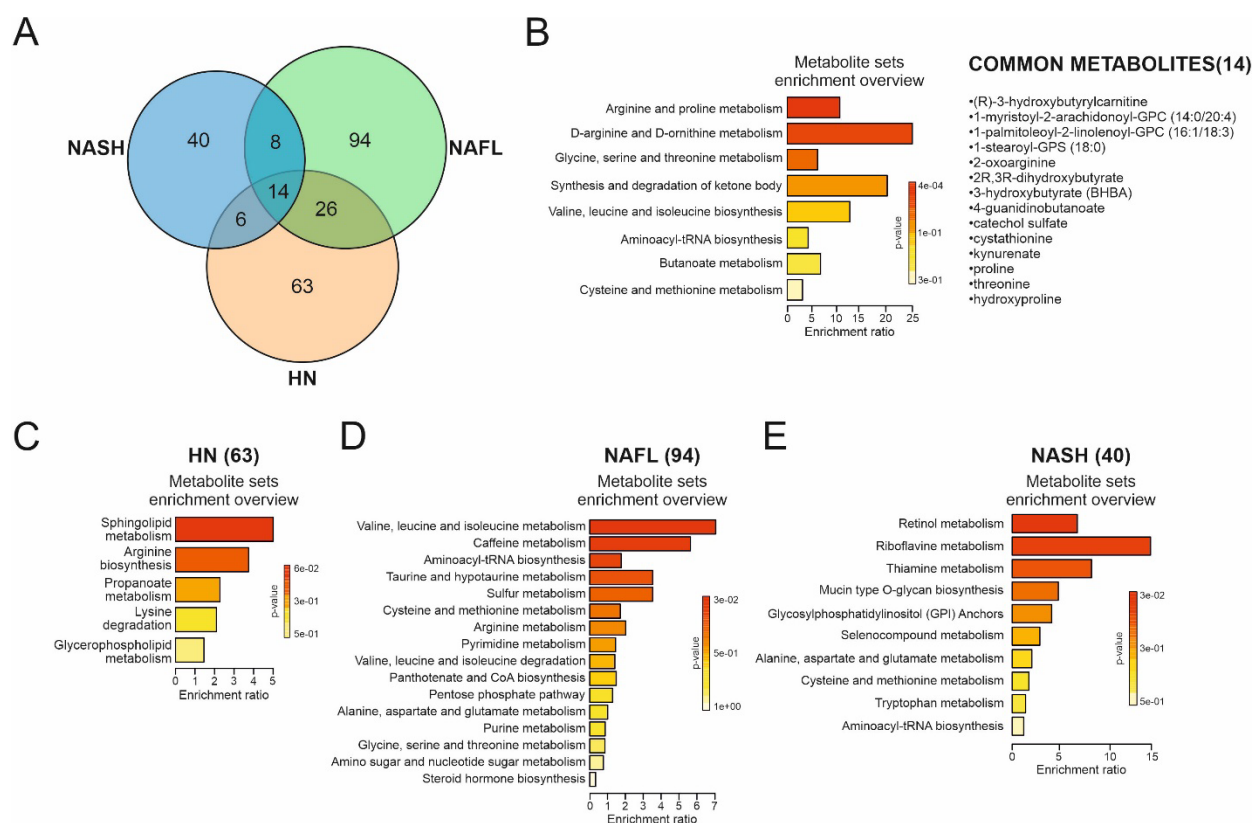 A
NASH
40
8
94
NAFL
14
6
26
63
HN
B
Metabolite sets
enrichment overview
Arginine and proline metabolism
D-arginine and D-ornithine metabolism
Glycine, serine and threonine metabolism
Synthesis and degradation of ketone body
Valine, leucine and isoleucine biosynthesis
Aminoacyl-tRNA biosynthesis
Butanoate metabolism
Cysteine and methionine metabolism
0 5 10 15 20 25
Enrichment ratio
p-value
4e-04
1e-01
3e-01
COMMON METABOLITES(14)
•(R)-3-hydroxybutyrylcarnitine
•1-myristoyl-2-arachidonoyl-GPC (14:0/20:4)
•1-palmitoleoyl-2-linolenoyl-GPC (16:1/18:3)
•1-stearoyl-GPS (18:0)
•2-oxoarginine
•2R,3R-dihydroxybutyrate
•3-hydroxybutyrate (BHBA)
•4-guanidinobutanoate
•catechol sulfate
•cystathionine
•kynurenate
•proline
•threonine
•hydroxyproline
C
HN (63)
Metabolite sets
enrichment overview
Sphingolipid
metabolism
Arginine
biosynthesis
Propanoate
metabolism
Lysine
degradation
Glycerophospholipid
metabolism
0 1 2 3 4 5
Enrichment ratio
p-value
6e-02
3e-01
5e-01
D
NAFL (94)
Metabolite sets
enrichment overview
Valine, leucine and isoleucine metabolism
Caffeine metabolism
Aminoacyl-tRNA biosynthesis
Taurine and hypotaurine metabolism
Sulfur metabolism
Cysteine and methionine metabolism
Arginine metabolism
Pyrimidine metabolism
Valine, leucine and isoleucine degradation
Panthotenate and CoA biosynthesis
Pentose phosphate pathway
Alanine, aspartate and glutamate metabolism
Purine metabolism
Glycine, serine and threonine metabolism
Amino sugar and nucleotide sugar metabolism
Steroid hormone biosynthesis
0 1 2 3 4 5 6 7
Enrichment ratio
p-value
3e-02
5e-01
1e+00
E
NASH (40)
Metabolite sets
enrichment overview
Retinol metabolism
Riboflavine metabolism
Thiamine metabolism
Mucin type O-glycan biosynthesis
Glycosylphosphatidylinositol (GPI) Anchors
Selenocompound metabolism
Alanine, aspartate and glutamate metabolism
Cysteine and methionine metabolism
Tryptophan metabolism
Aminoacyl-tRNA biosynthesis
0 5 10 15
Enrichment ratio
p-value
3e-02
3e-01
5e-01